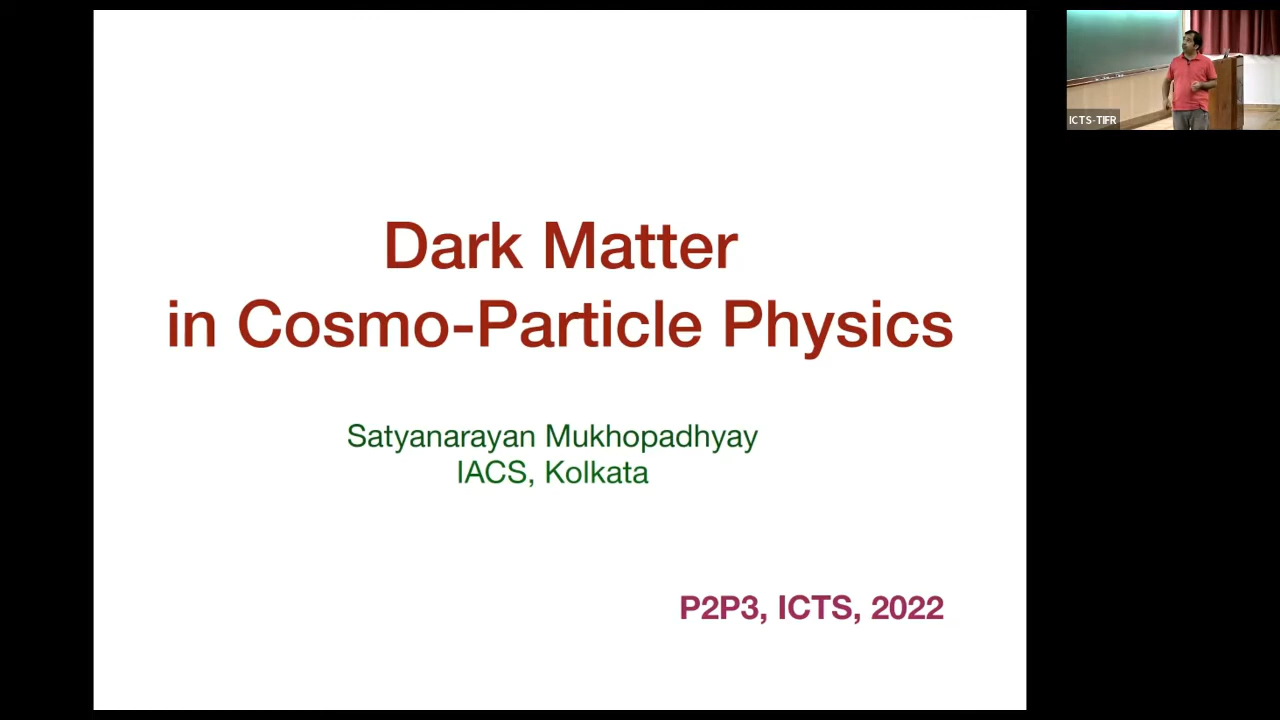 Dark Matter
in Cosmo-Particle Physics
Satyanarayan Mukhopadhyay
IACS, Kolkata
P2P3, ICTS, 2022
ICTS-TIFR